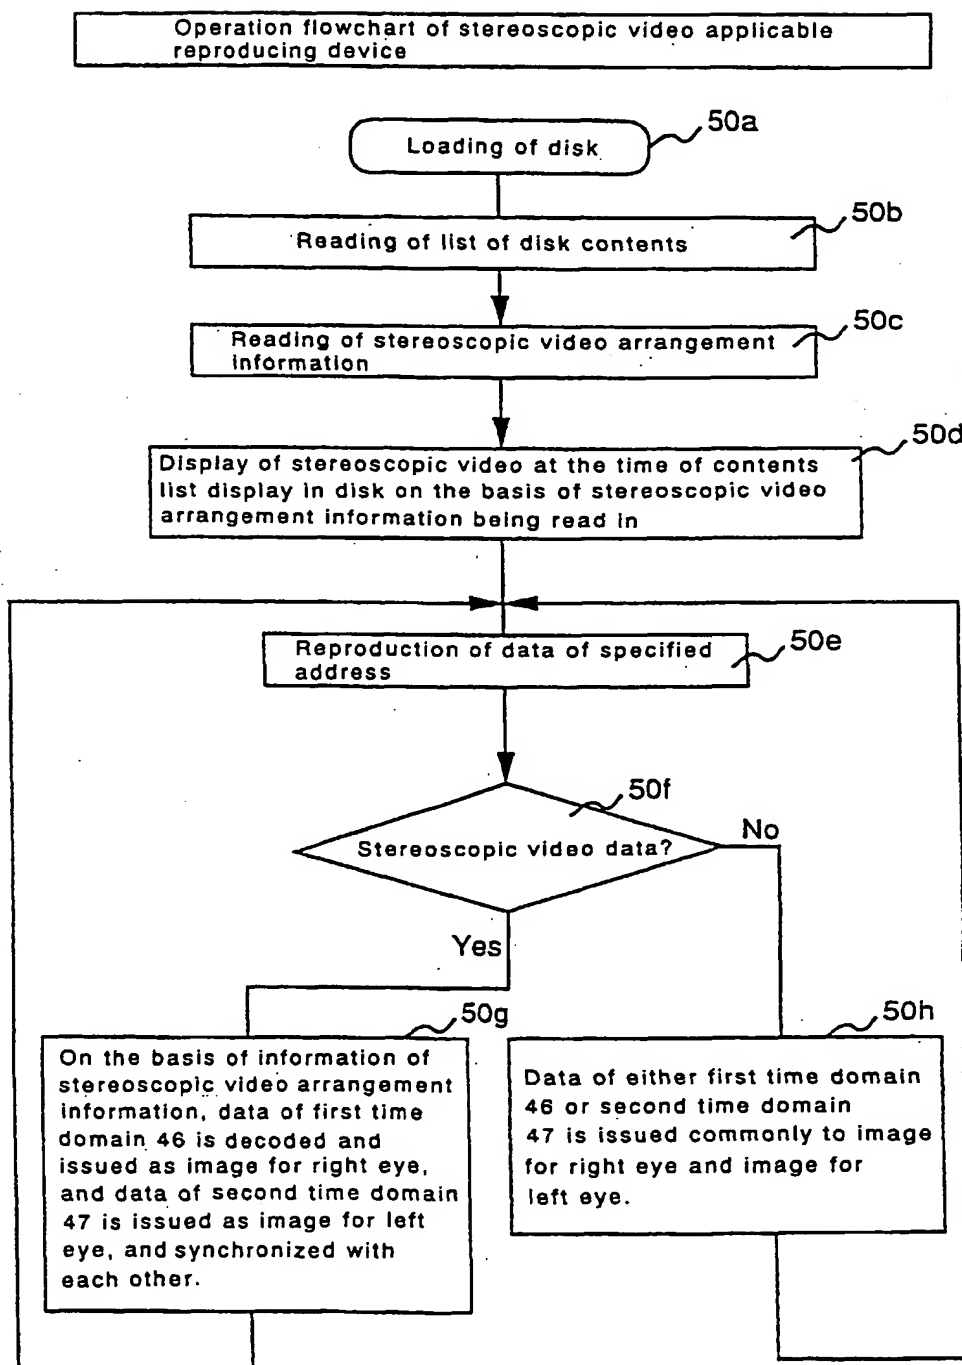 Operation flowchart of stereoscopic video applicable
reproducing device
50a
Loading of disk
50b
Reading of list of disk contents
50c
Reading of stereoscopic video arrangement
information
50d
Display of stereoscopic video at the time of contents
list display in disk on the basis of stereoscopic video
arrangement information being read in
50e
Reproduction of data of specified
address
50f
Stereoscopic video data?
No
Yes
50g
On the basis of information of
stereoscopic video arrangement
information, data of first time
domain 46 is decoded and
issued as image for right eye,
and data of second time domain
47 is issued as image for left
eye, and synchronized with
each other.
50h
Data of either first time domain
46 or second time domain
47 is issued commonly to image
for right eye and image for
left eye.